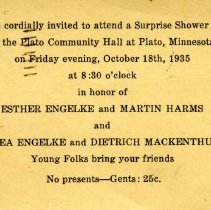 cordially invited to attend a Surprise Shower
the Plato Community Hall at Plato, Minnesota
on Friday evening, October 18th, 1935
at 8:30 o'clock
in honor of
ESTHER ENGELKE and MARTIN HARMS
and
EA ENGELKE and DIETRICH MACKENTHU
Young Folks bring your friends
No presents—Gents: 25c.